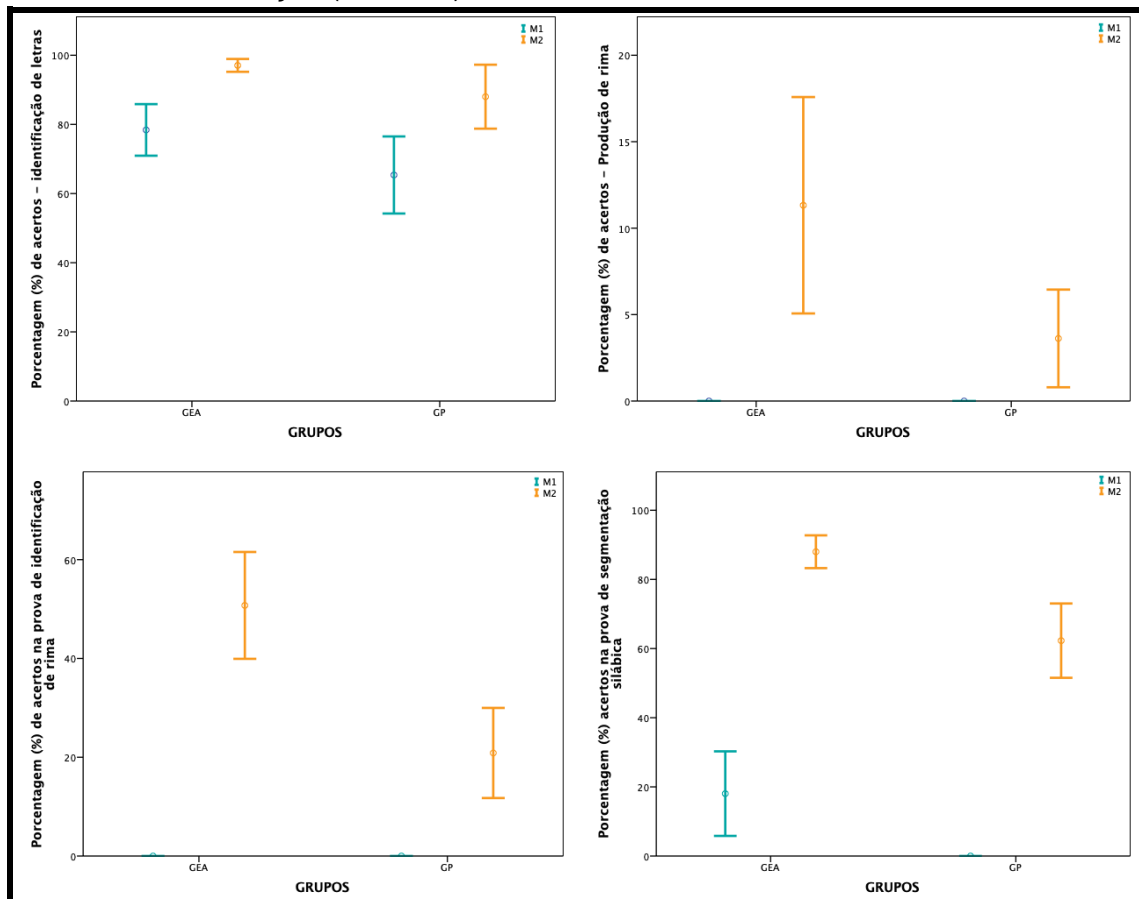 M1
M2
Porcentagem (%) de acertos – identificação de letras
100
80
60
40
20
0
GEA
GP
GRUPOS
M1
M2
Porcentagem (%) de acertos – Produção de rima
20
15
10
5
0
GEA
GP
GRUPOS
M1
M2
Porcentagem (%) de acertos na prova de identificação
de rima
60
40
20
0
GEA
GP
GRUPOS
M1
M2
Porcentagem (%) acertos na prova de segmentação
silábica
100
80
60
40
20
0
GEA
GP
GRUPOS